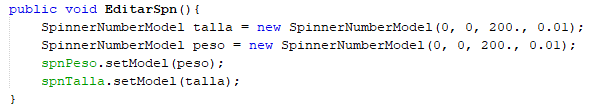 public void EditarSpn(){
SpinnerNumberModel talla = new SpinnerNumberModel(0, 0, 200., 0.01);
SpinnerNumberModel peso = new SpinnerNumberModel(0, 0, 200., 0.01);
spnPeso.setModel(peso);
spnTalla.setModel(talla);
}